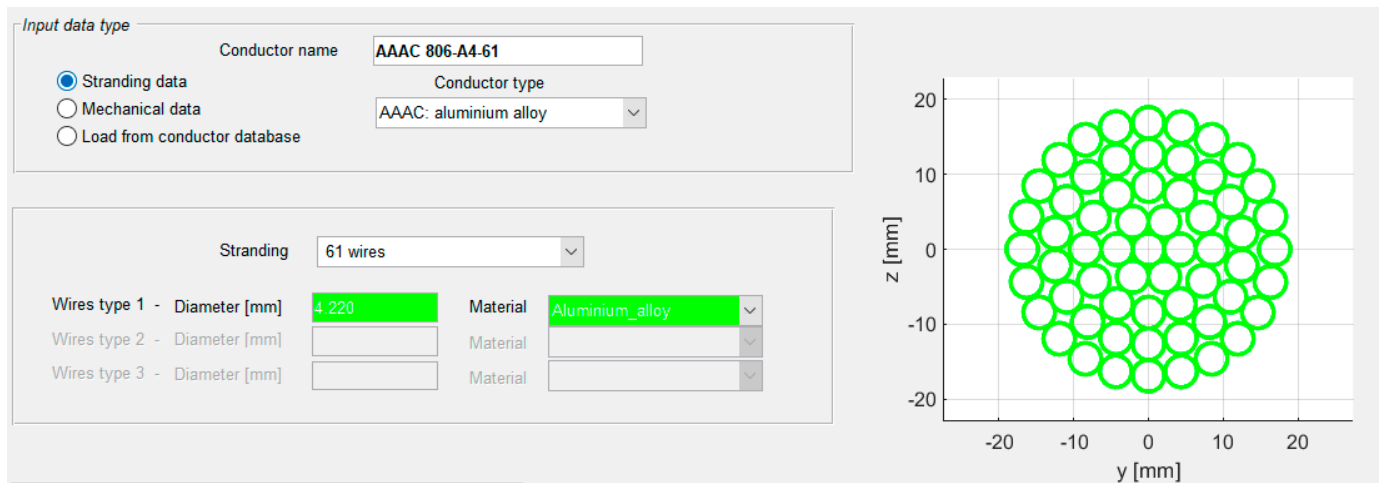 Input data type
Conductor name AAAC 806-A4-61
Stranding data Conductor type
Mechanical data AAAC: aluminium alloy
Load from conductor database
Stranding 61 wires
Wires type 1 - Diameter [mm] 4.220 Material Aluminium_alloy
Wires type 2 - Diameter [mm] Material
Wires type 3 - Diameter [mm] Material
20
10
0
-10
-20
z [mm]
-20 -10 0 10 20
y [mm]